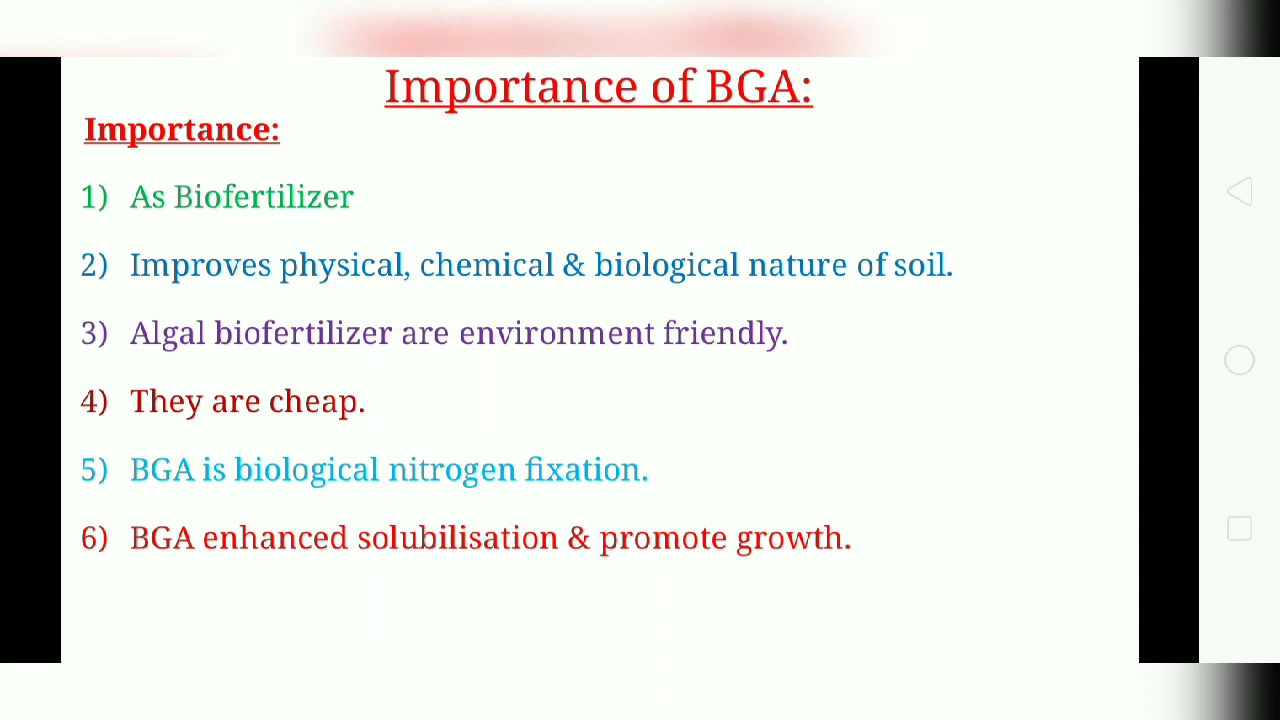 Importance of BGA:
Importance:
1) As Biofertilizer
2) Improves physical, chemical & biological nature of soil.
3) Algal biofertilizer are environment friendly.
4) They are cheap.
5) BGA is biological nitrogen fixation.
6) BGA enhanced solubilisation & promote growth.